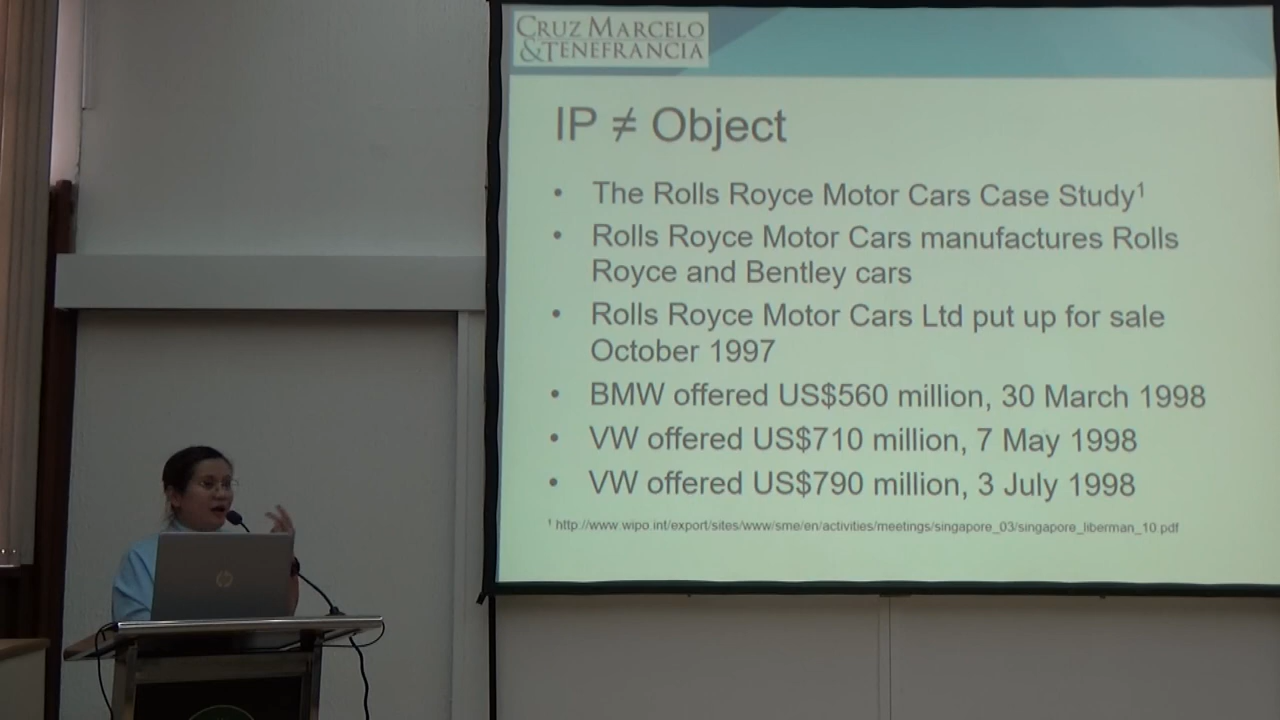 CRUZ MARCELO
& TENEFRANCIA
IP ≠ Object
• The Rolls Royce Motor Cars Case Study¹
• Rolls Royce Motor Cars manufactures Rolls
Royce and Bentley cars
• Rolls Royce Motor Cars Ltd put up for sale
October 1997
• BMW offered US$560 million, 30 March 1998
• VW offered US$710 million, 7 May 1998
• VW offered US$790 million, 3 July 1998
¹ http://www.wipo.int/export/sites/www/sme/en/activities/meetings/singapore_03/singapore_liberman_10.pdf
hp